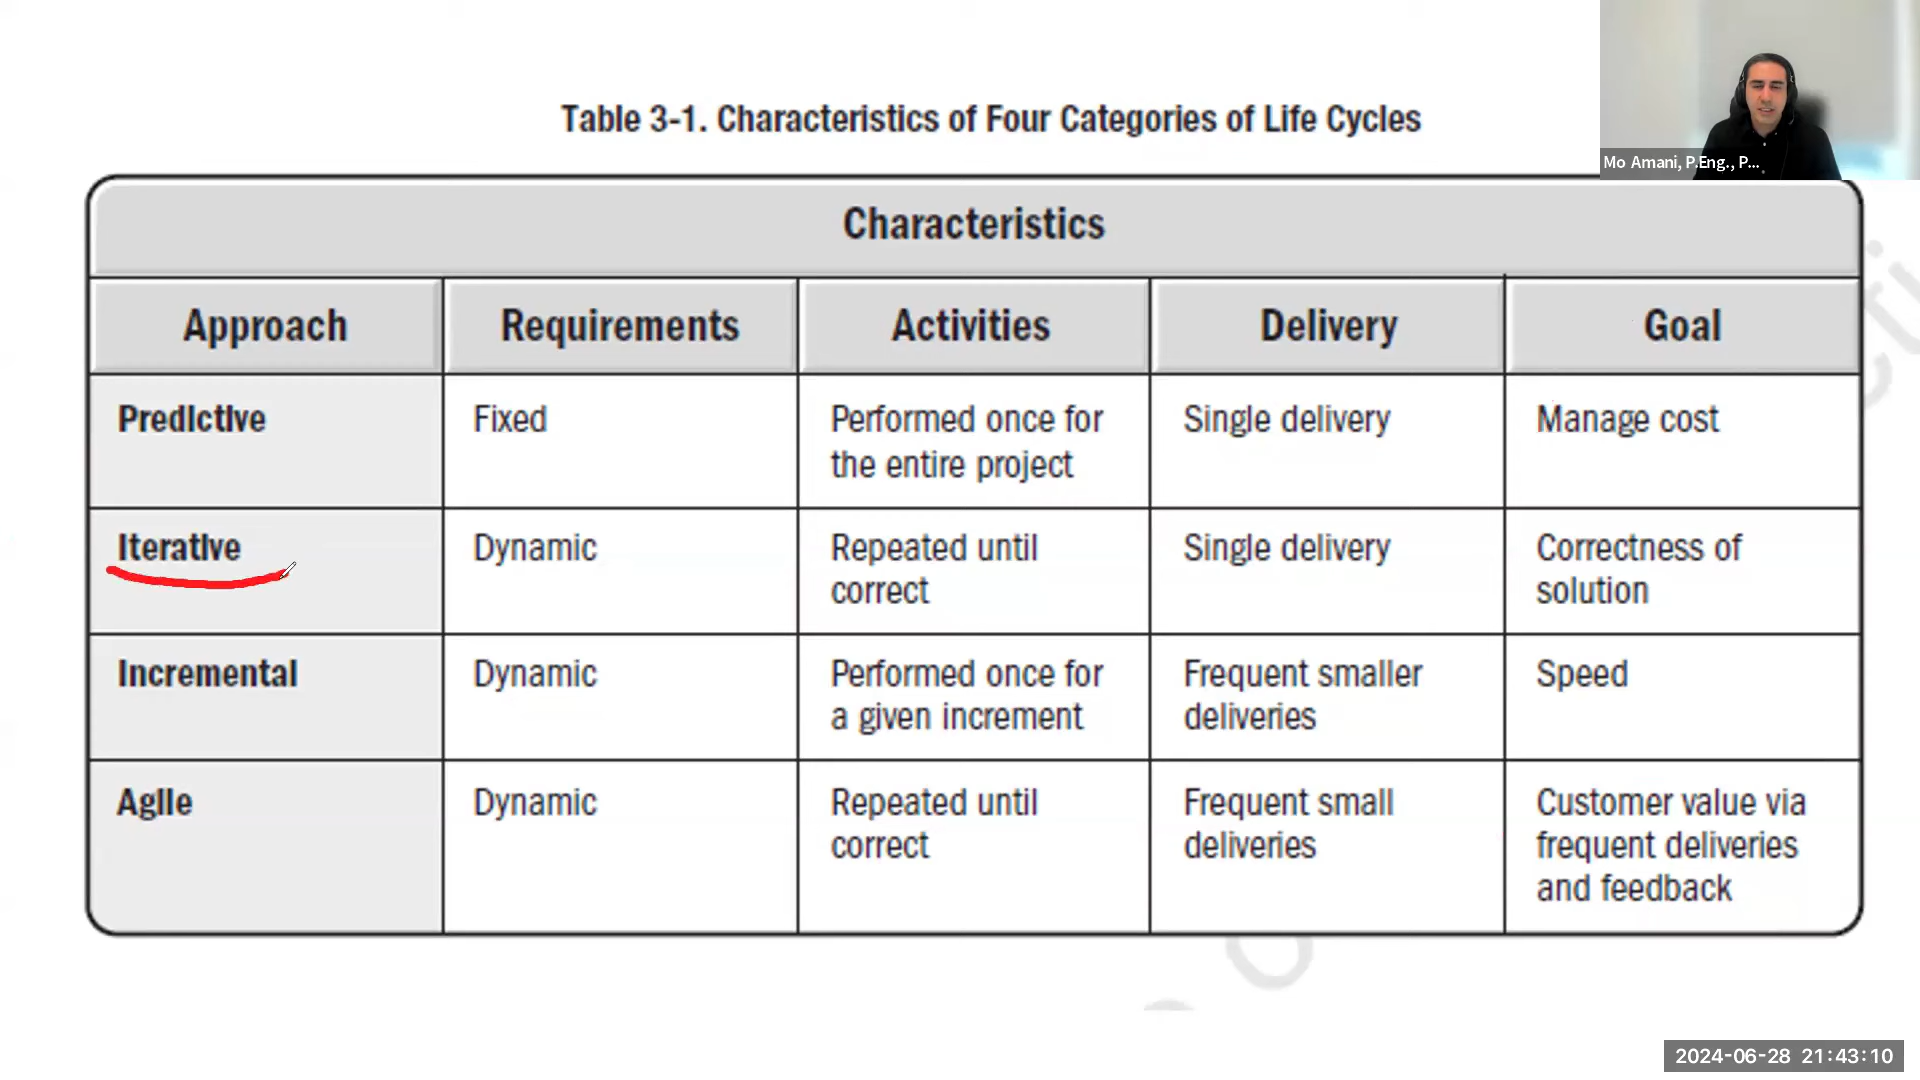 Mo Amani, P.Eng., P...
Table 3-1. Characteristics of Four Categories of Life Cycles
Characteristics
Approach Requirements Activities Delivery Goal
Predictive Fixed Performed once for the entire project Single delivery Manage cost
Iterative Dynamic Repeated until correct Single delivery Correctness of solution
Incremental Dynamic Performed once for a given increment Frequent smaller deliveries Speed
Agile Dynamic Repeated until correct Frequent small deliveries Customer value via frequent deliveries and feedback
2024-06-28 21:43:10